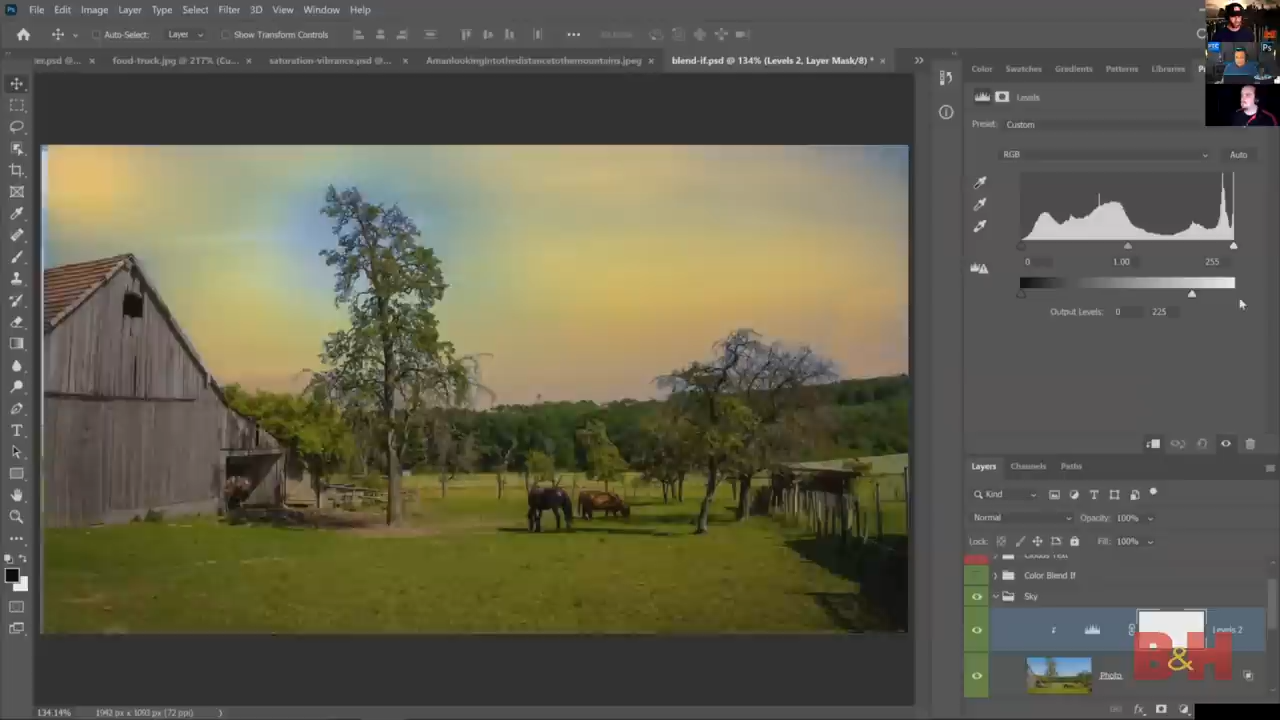 Ps File Edit Image Layer Type Select Filter 3D View Window Help
Auto-Select: Layer Show Transform Controls
er.psd @... × food-truck.jpg @ 217% (Cu... × saturation-vibrance.psd @... × Amanlookingintothedistancetothemountains.jpeg × blend-if.psd @ 134% (Levels 2, Layer Mask/8) * ×
Color Swatches Gradients Patterns Libraries
Levels
Preset: Custom
RGB Auto
0 1.00 255
Output Levels: 0 225
Layers Channels Paths
Kind
Normal Opacity: 100%
Lock: Fill: 100%
Clouds Text
Color Blend If
Sky
Levels 2
B&H
Photo
134.14% 1942 px x 1093 px (72 ppi)